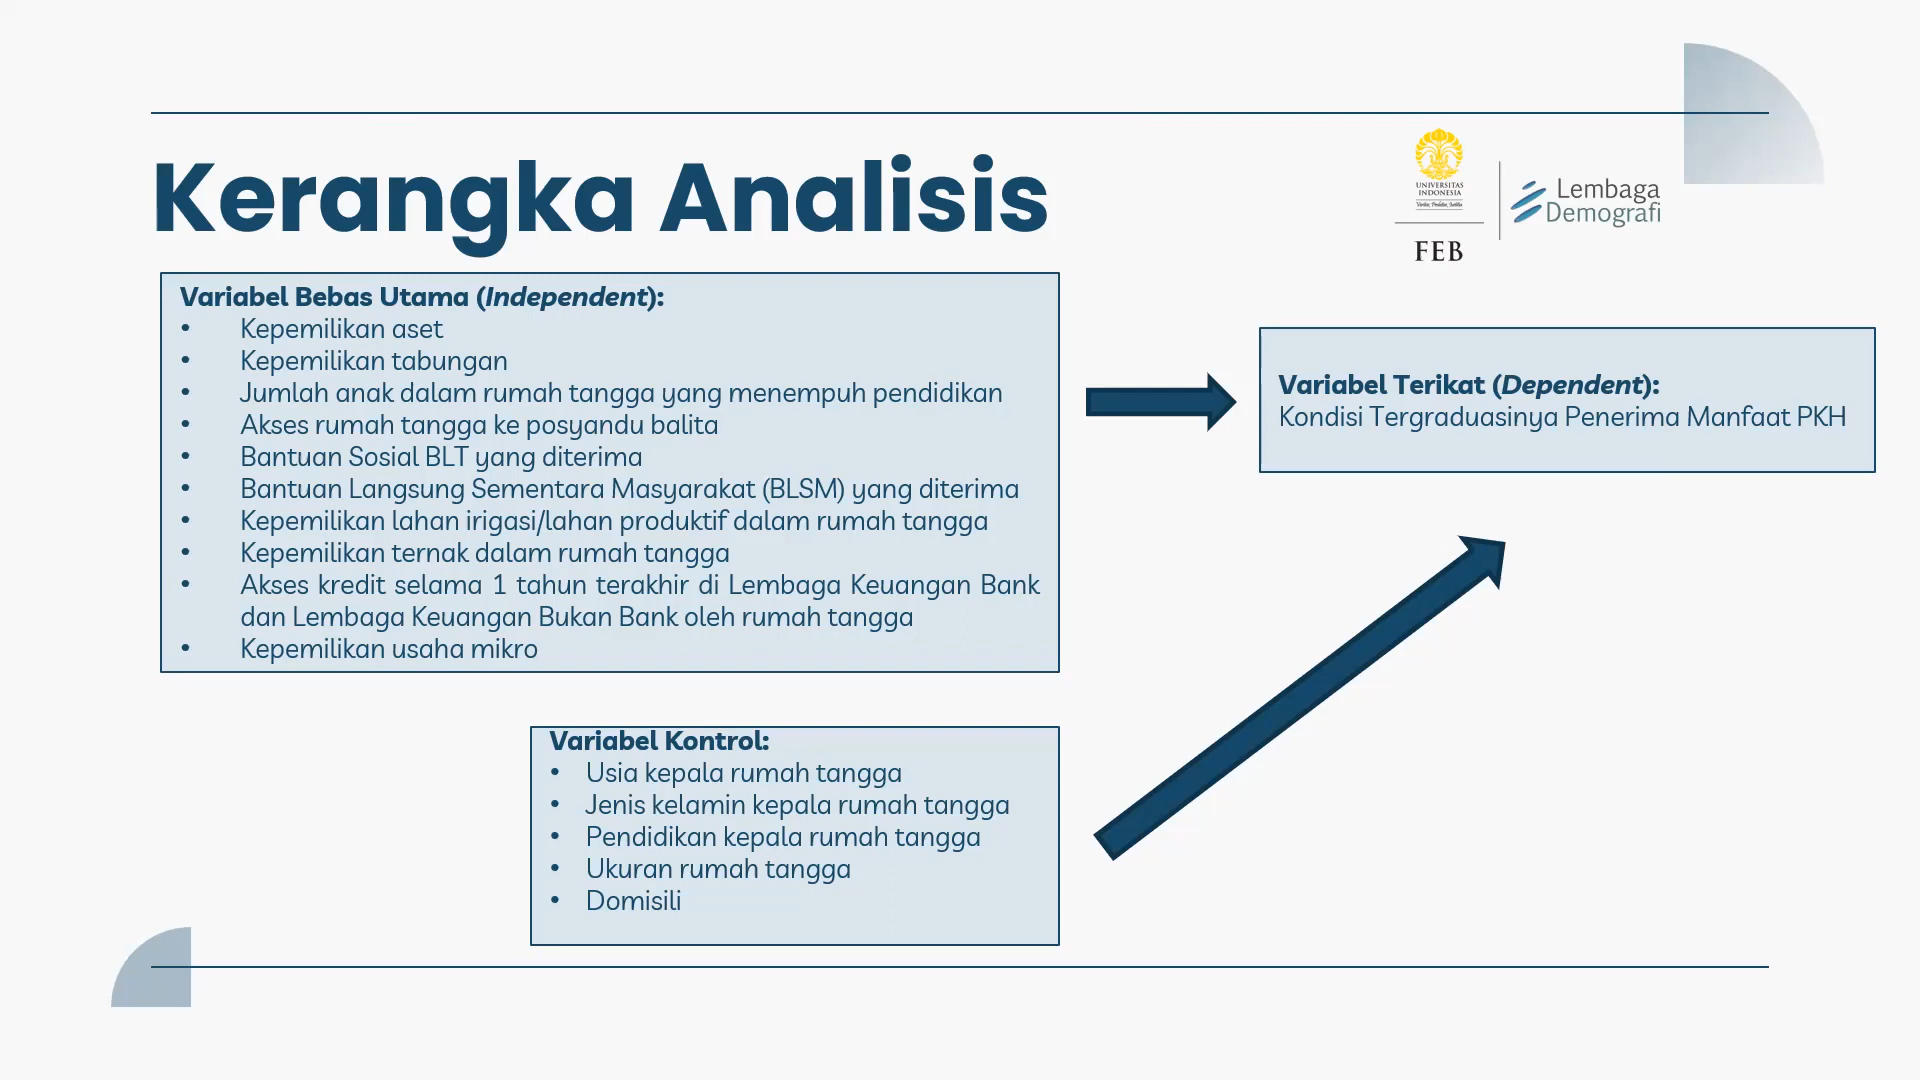 Kerangka Analisis
UNIVERSITAS
INDONESIA
Veritas, Probitas, Iustitia
FEB
Lembaga
Demografi
Variabel Bebas Utama (Independent):
• Kepemilikan aset
• Kepemilikan tabungan
• Jumlah anak dalam rumah tangga yang menempuh pendidikan
• Akses rumah tangga ke posyandu balita
• Bantuan Sosial BLT yang diterima
• Bantuan Langsung Sementara Masyarakat (BLSM) yang diterima
• Kepemilikan lahan irigasi/lahan produktif dalam rumah tangga
• Kepemilikan ternak dalam rumah tangga
• Akses kredit selama 1 tahun terakhir di Lembaga Keuangan Bank
dan Lembaga Keuangan Bukan Bank oleh rumah tangga
• Kepemilikan usaha mikro
Variabel Terikat (Dependent):
Kondisi Tergraduasinya Penerima Manfaat PKH
Variabel Kontrol:
• Usia kepala rumah tangga
• Jenis kelamin kepala rumah tangga
• Pendidikan kepala rumah tangga
• Ukuran rumah tangga
• Domisili